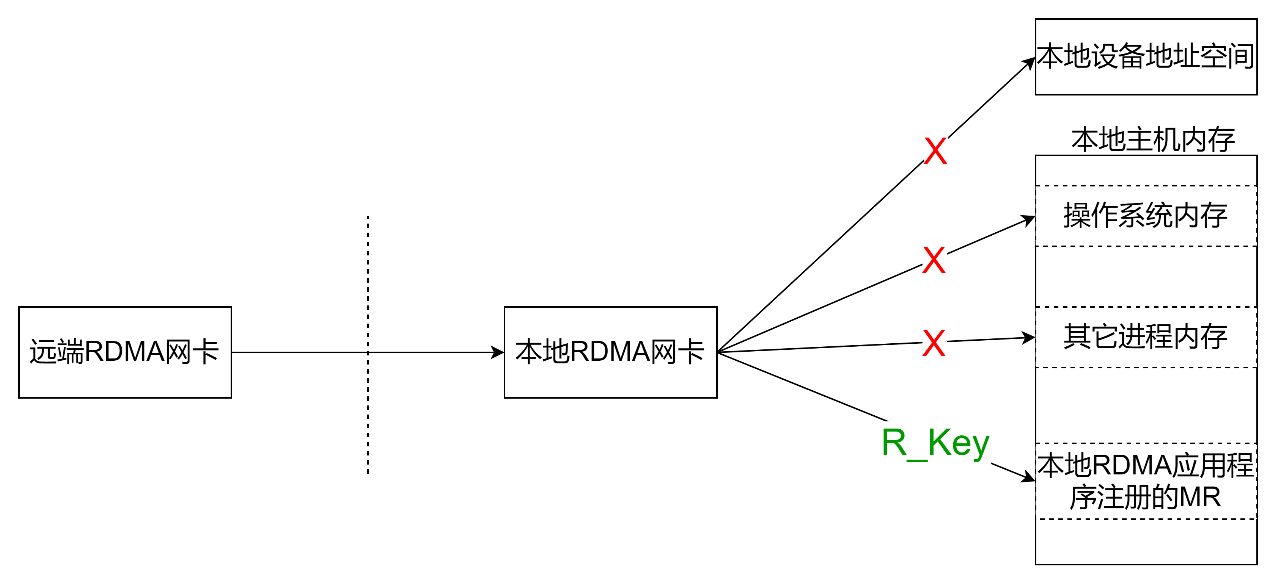 本地设备地址空间
本地主机内存
X
操作系统内存
X
其它进程内存
X
远端RDMA网卡
本地RDMA网卡
R_Key
本地RDMA应用程
序注册的MR